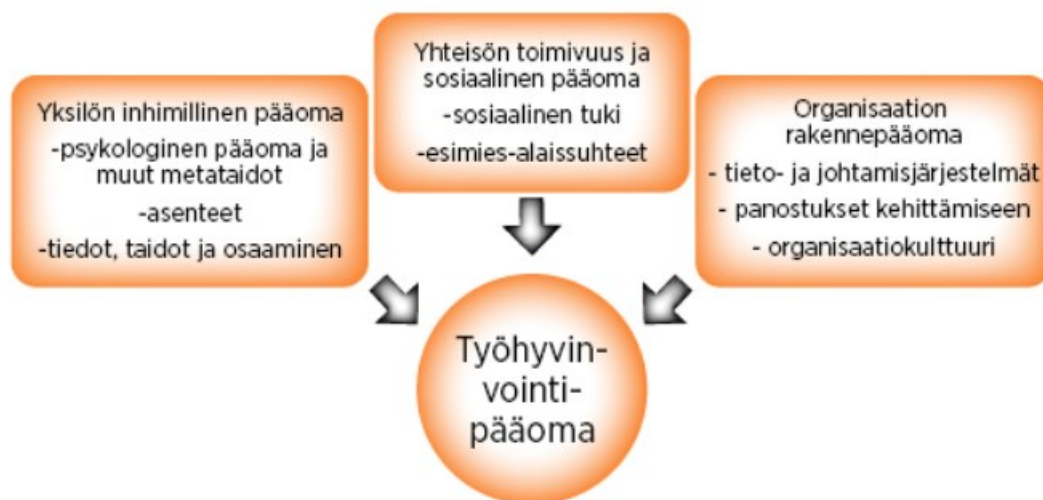 Yksilön inhimillinen pääoma
-psykologinen pääoma ja
muut metataidot
-asenteet
-tiedot, taidot ja osaaminen
Yhteisön toimivuus ja
sosiaalinen pääoma
-sosiaalinen tuki
-esimies-alaissuhteet
Organisaation
rakennepääoma
- tieto- ja johtamisjärjestelmät
- panostukset kehittämiseen
- organisaatiokulttuuri
Työhyvin-
vointi-
pääoma